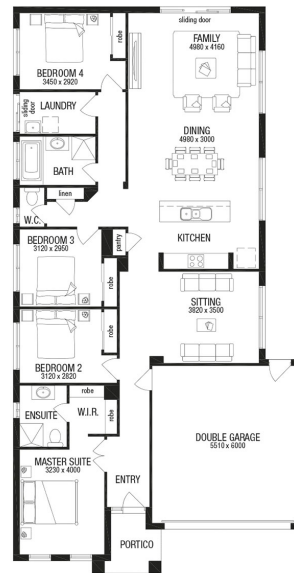 sliding door
FAMILY
4980 x 4160
robe
BEDROOM 4
3450 x 2920
sliding door
LAUNDRY
DINING
4980 x 3000
BATH
linen
W.C.
KITCHEN
pantry
BEDROOM 3
3120 x 2950
robe
SITTING
3820 x 3500
robe
BEDROOM 2
3120 x 2820
robe
ENSUITE
W.I.R.
robe
DOUBLE GARAGE
5510 x 6000
MASTER SUITE
3230 x 4000
ENTRY
PORTICO